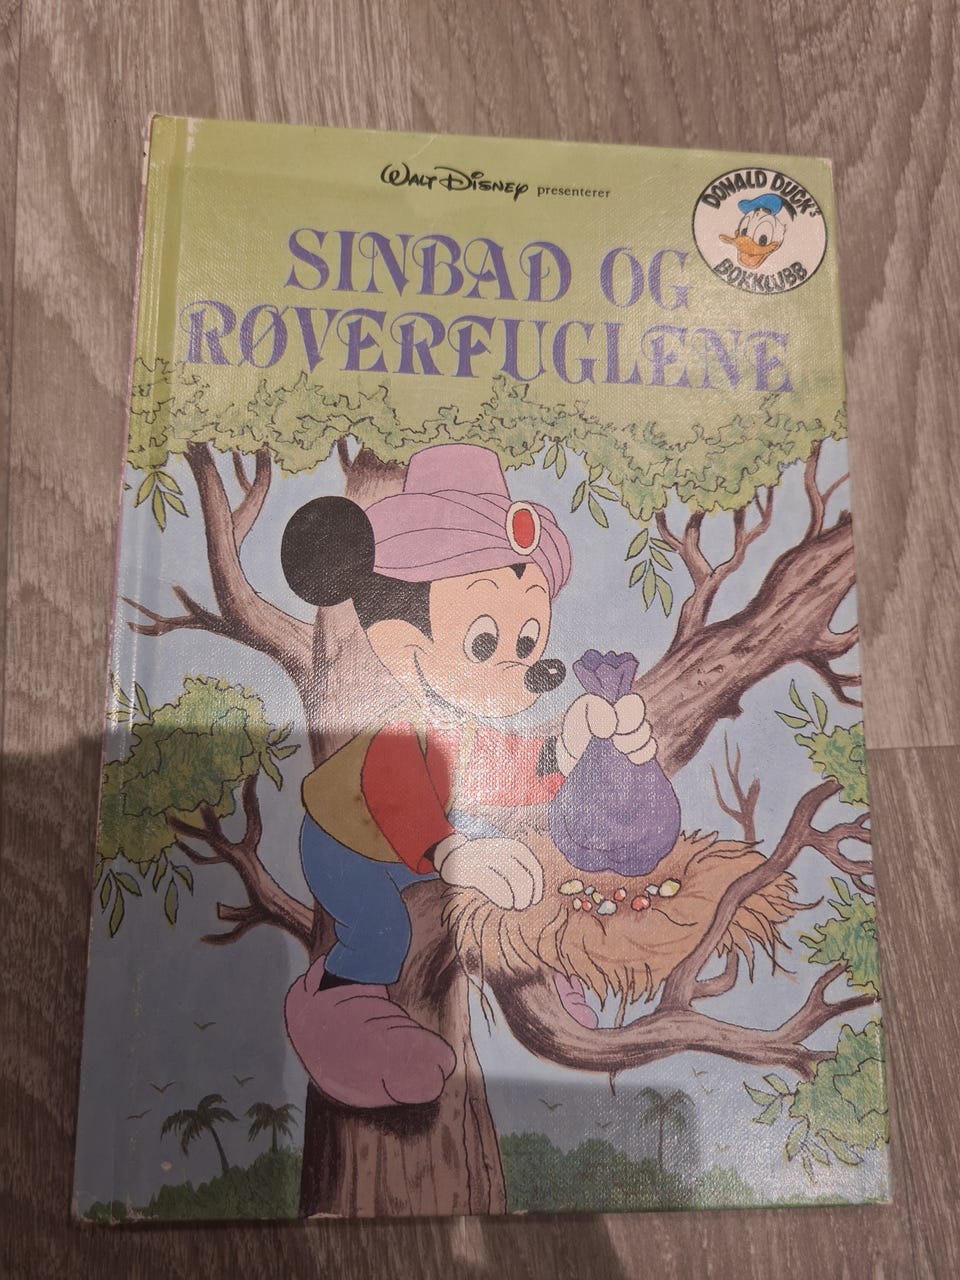 WALT DISNEY presenterer
DONALD DUCK's
BOKKLUBB
SINBAD OG
RØVERFUGLENE